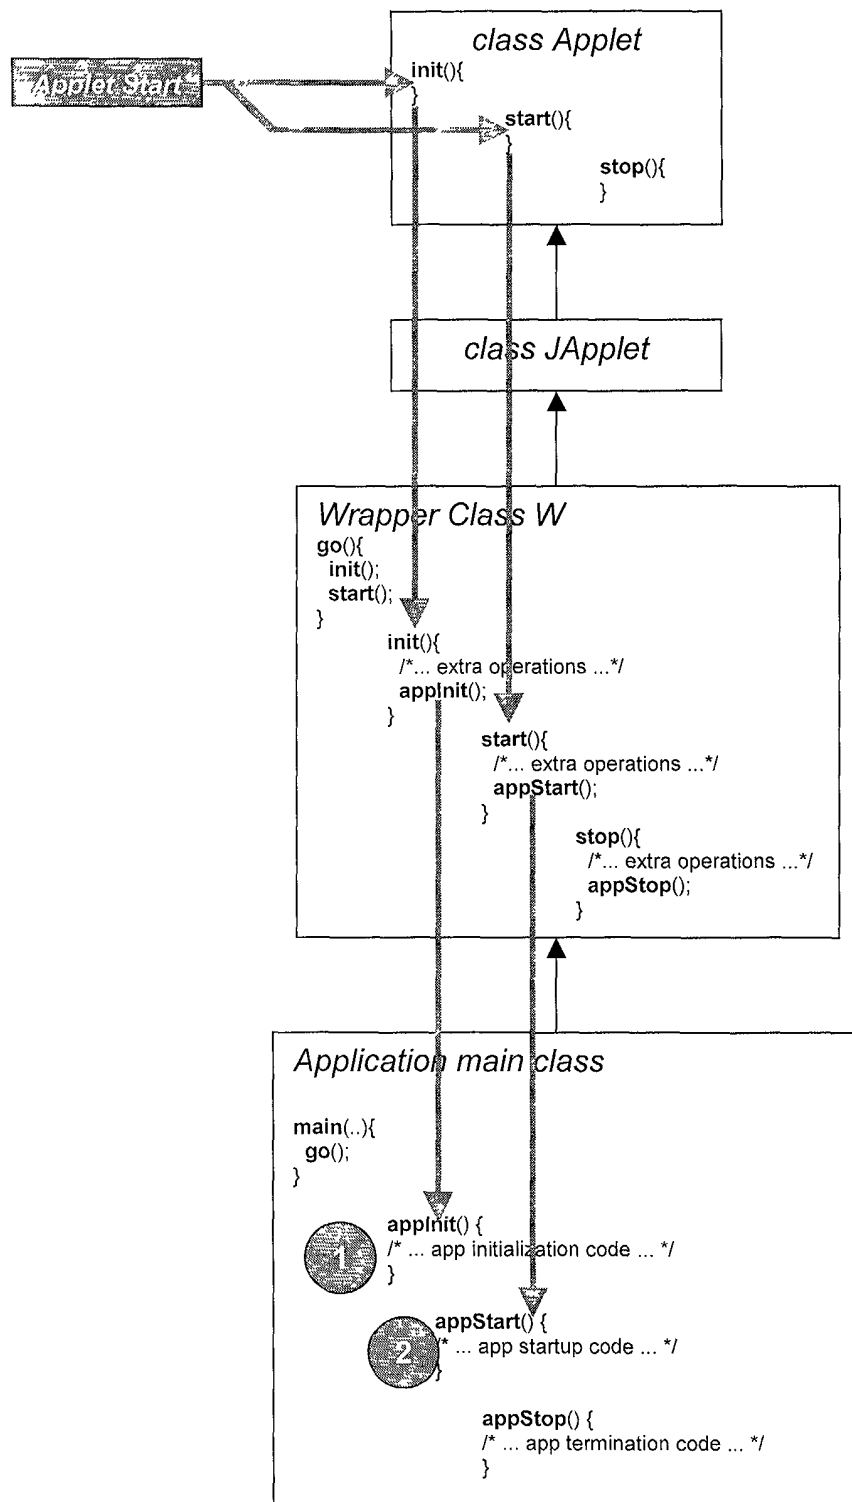 class Applet
Applet Start
init(){
}
start(){
}
stop(){
}
class JApplet
Wrapper Class W
go(){
init();
start();
}
init(){
/*... extra operations ...*/
appInit();
}
start(){
/*... extra operations ...*/
appStart();
}
stop(){
/*... extra operations ...*/
appStop();
}
Application main class
main(..){
go();
}
appInit() {
1
/* ... app initialization code ... */
}
appStart() {
2
/* ... app startup code ... */
}
appStop() {
/* ... app termination code ... */
}